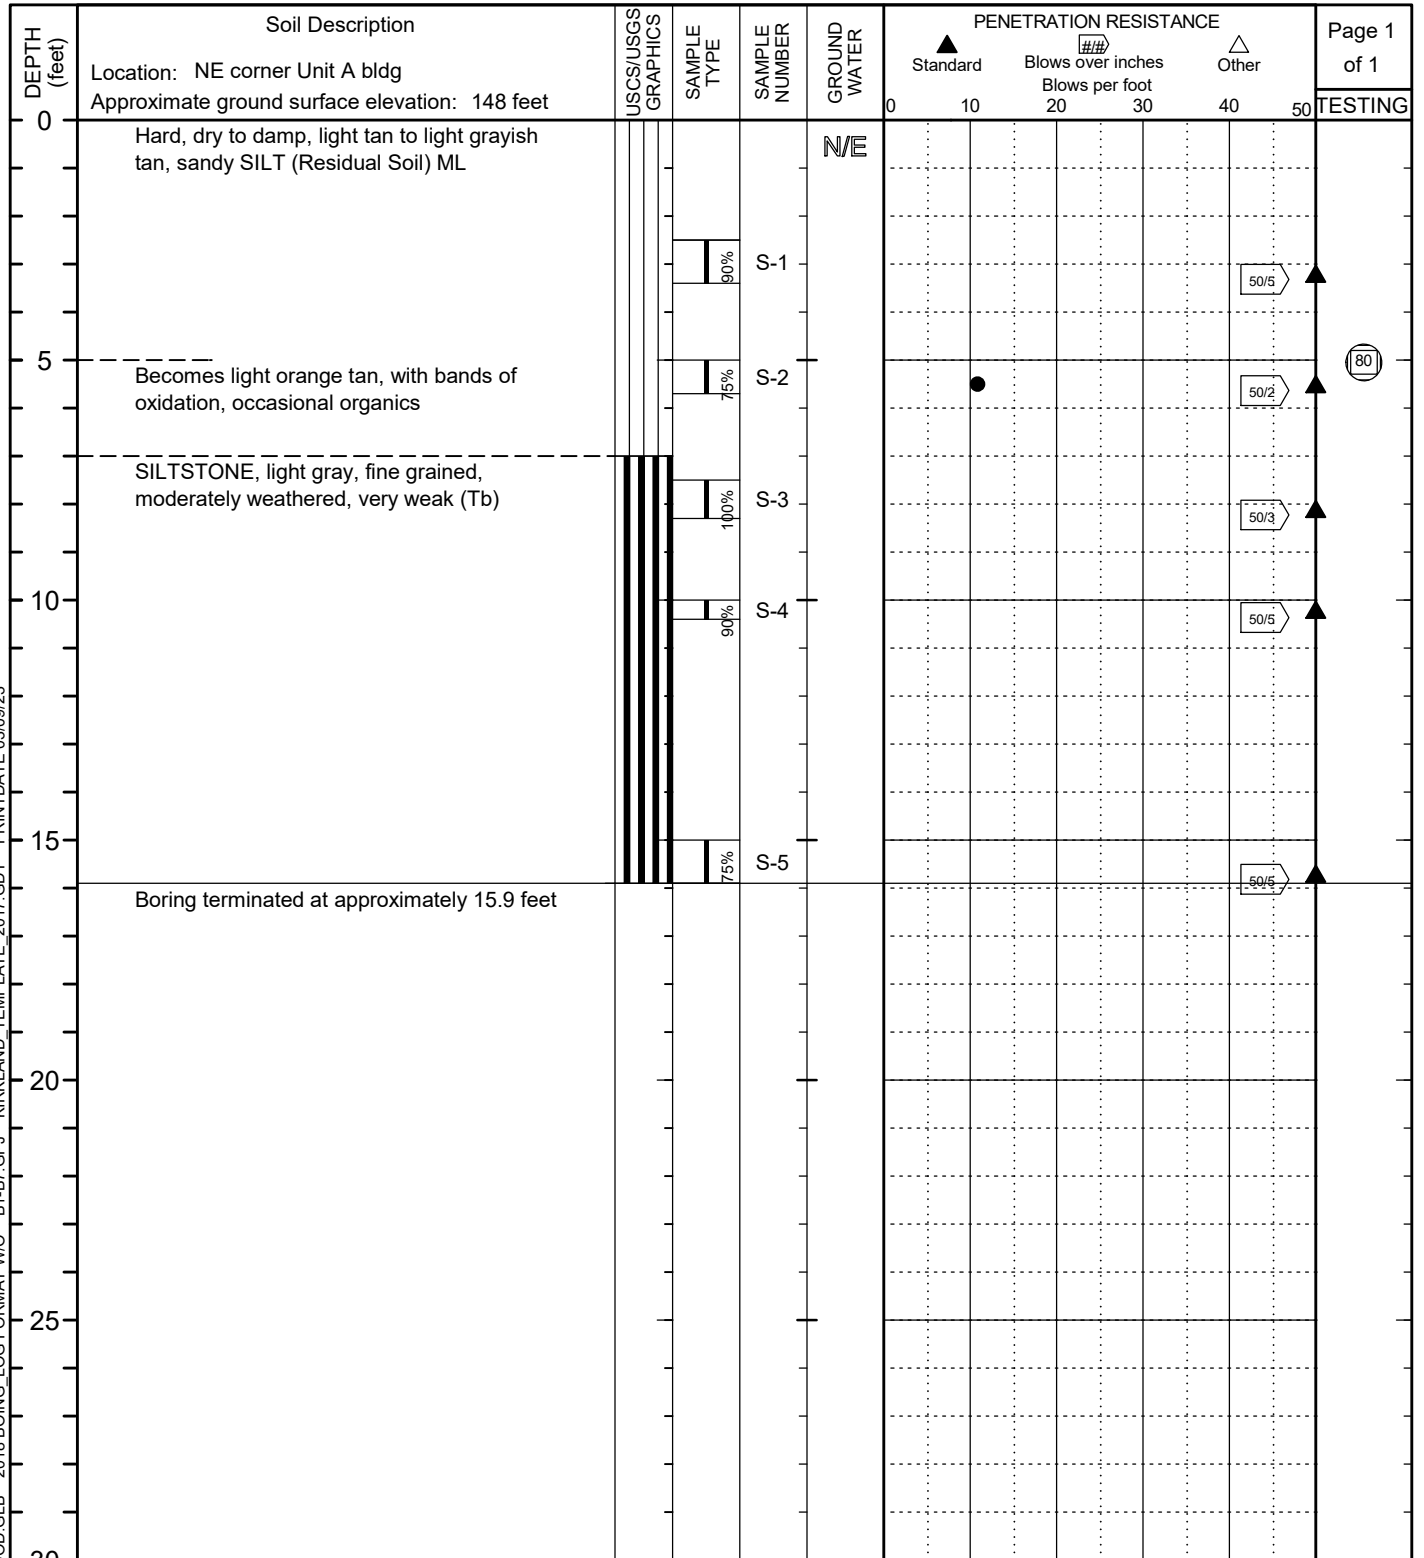 DEPTH
(feet)
Soil Description
Location: NE corner Unit A bldg
Approximate ground surface elevation: 148 feet
USCS/USGS
GRAPHICS
SAMPLE
TYPE
SAMPLE
NUMBER
GROUND
WATER
PENETRATION RESISTANCE
Standard
#/#
Blows over inches
Other
Blows per foot
0 10 20 30 40 50
Page 1
of 1
TESTING
0
Hard, dry to damp, light tan to light grayish
tan, sandy SILT (Residual Soil) ML
N/E
90%
S-1
50/5
5
Becomes light orange tan, with bands of
oxidation, occasional organics
75%
S-2
50/2
80
SILTSTONE, light gray, fine grained,
moderately weathered, very weak (Tb)
100%
S-3
50/3
10
90%
S-4
50/5
15
75%
S-5
50/5
Boring terminated at approximately 15.9 feet
20
25